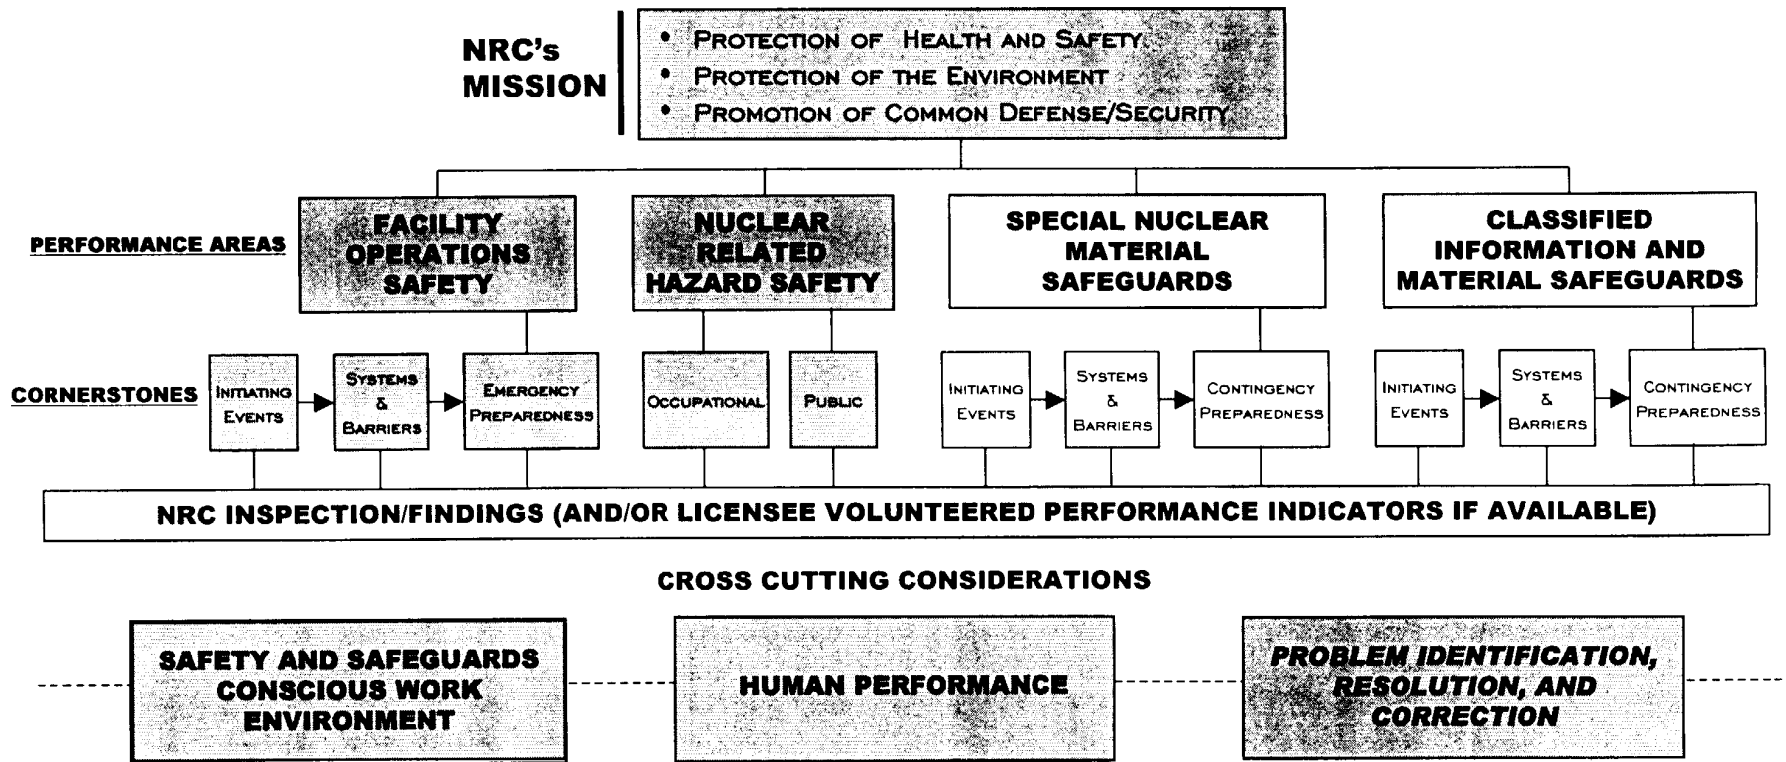 NRC's
MISSION
• PROTECTION OF HEALTH AND SAFETY
• PROTECTION OF THE ENVIRONMENT
• PROMOTION OF COMMON DEFENSE/SECURITY
PERFORMANCE AREAS
FACILITY
OPERATIONS
SAFETY
NUCLEAR
RELATED
HAZARD SAFETY
SPECIAL NUCLEAR
MATERIAL
SAFEGUARDS
CLASSIFIED
INFORMATION AND
MATERIAL SAFEGUARDS
CORNERSTONES
INITIATING
EVENTS
SYSTEMS
&
BARRIERS
EMERGENCY
PREPAREDNESS
OCCUPATIONAL
PUBLIC
INITIATING
EVENTS
SYSTEMS
&
BARRIERS
CONTINGENCY
PREPAREDNESS
INITIATING
EVENTS
SYSTEMS
&
BARRIERS
CONTINGENCY
PREPAREDNESS
NRC INSPECTION/FINDINGS (AND/OR LICENSEE VOLUNTEERED PERFORMANCE INDICATORS IF AVAILABLE)
CROSS CUTTING CONSIDERATIONS
SAFETY AND SAFEGUARDS
CONSCIOUS WORK
ENVIRONMENT
HUMAN PERFORMANCE
PROBLEM IDENTIFICATION,
RESOLUTION, AND
CORRECTION